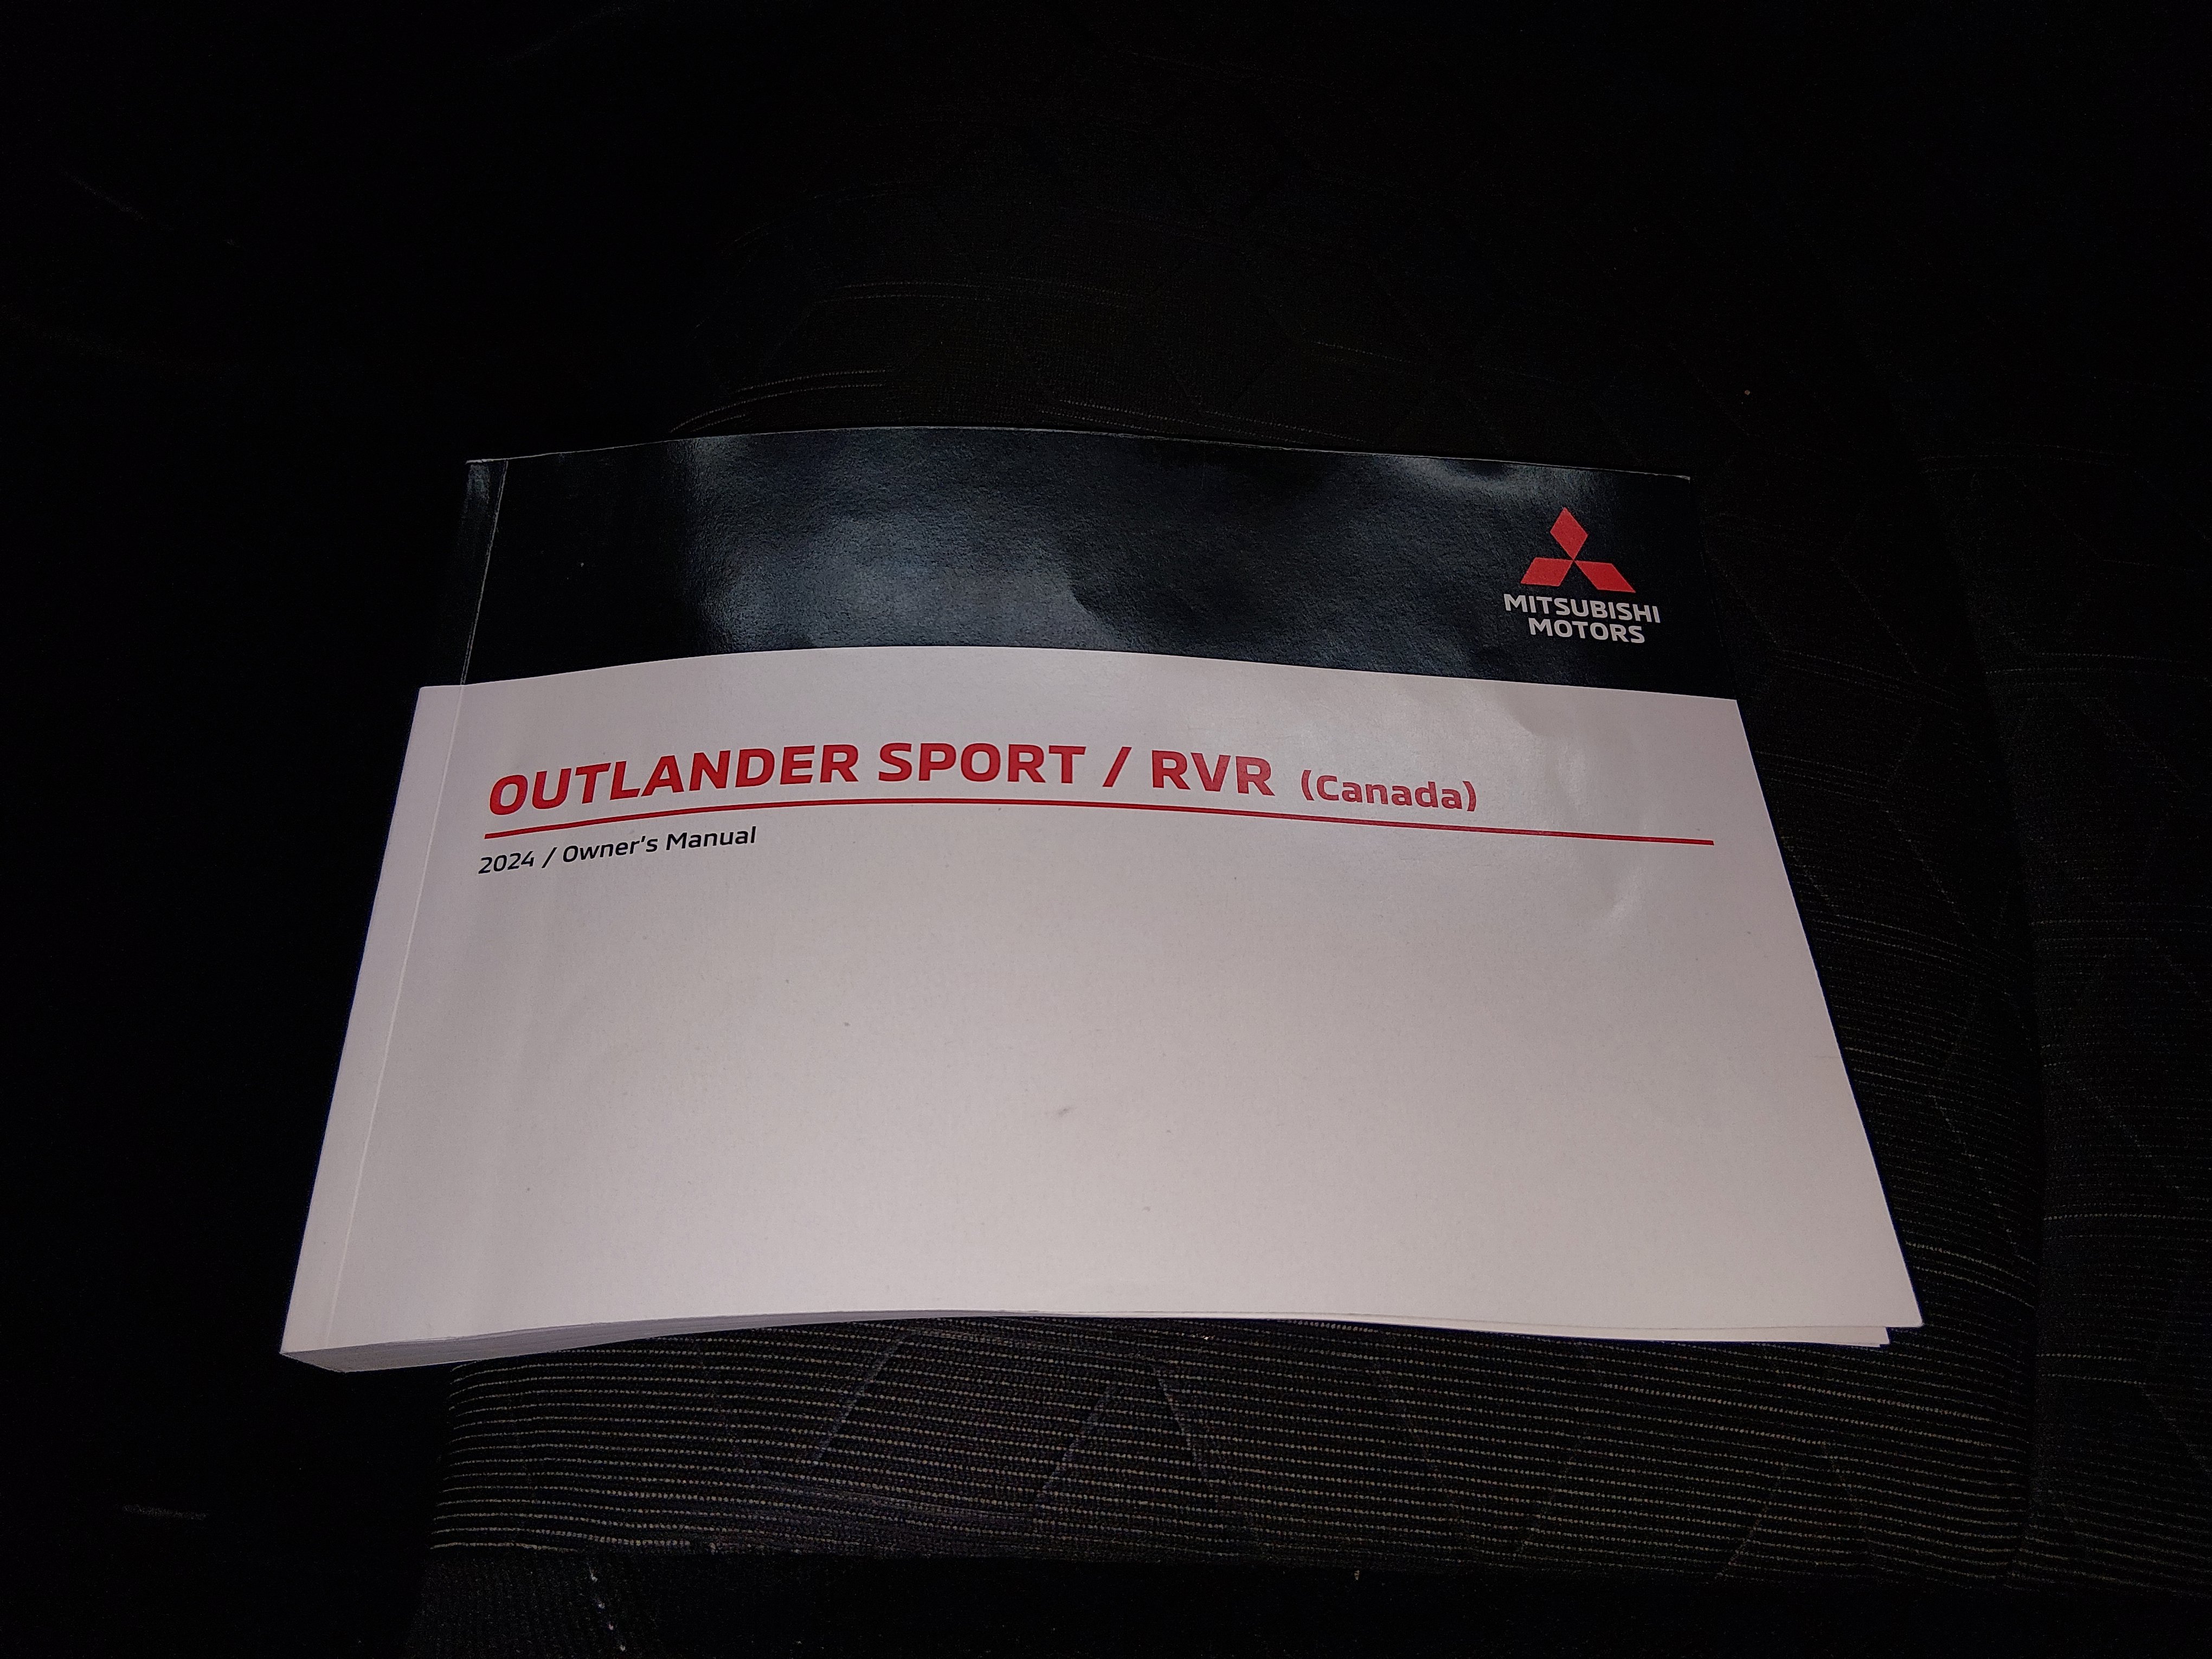 MITSUBISHI
MOTORS
OUTLANDER SPORT / RVR (Canada)
2024 / Owner's Manual